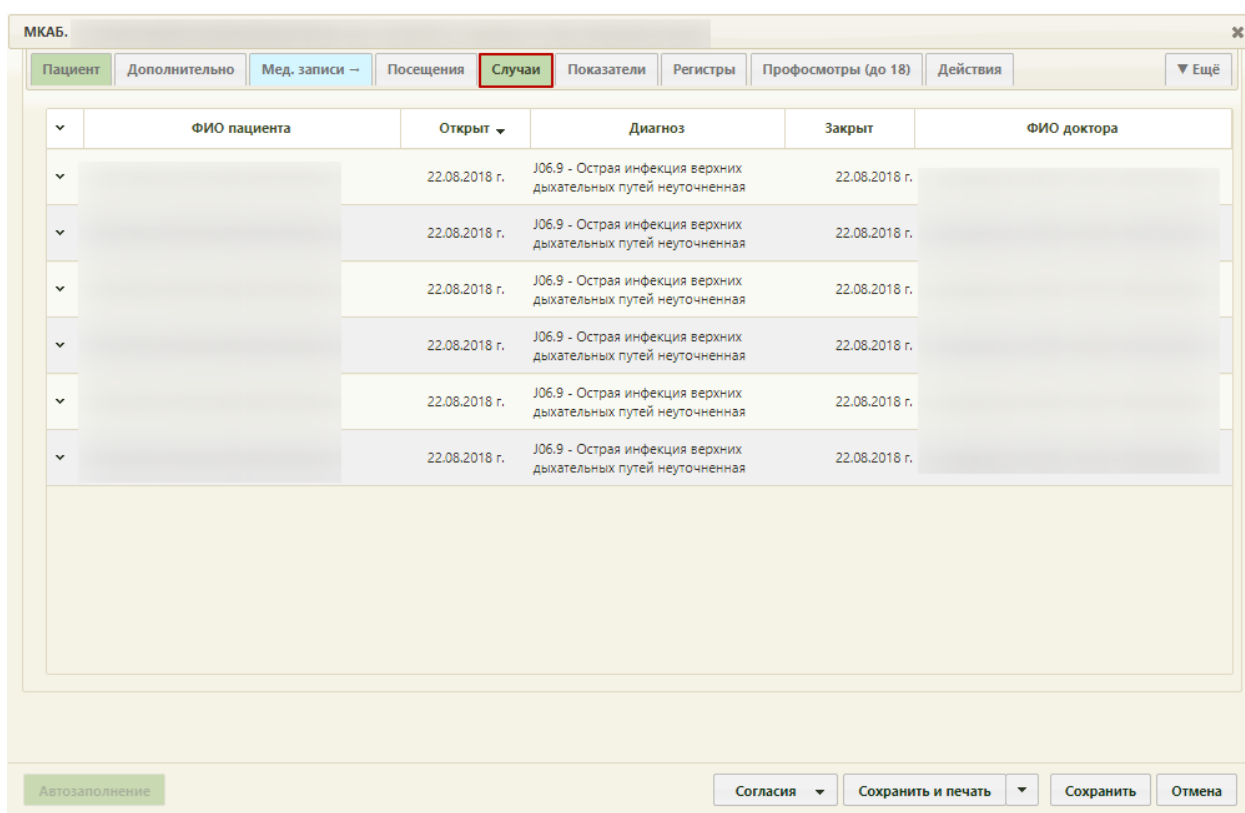 МКАБ.
Пациент Дополнительно Мед. записи → Посещения Случаи Показатели Регистры Профосмотры (до 18) Действия ▼ Ещё
ФИО пациента Открыт Диагноз Закрыт ФИО доктора
22.08.2018 г. J06.9 - Острая инфекция верхних 22.08.2018 г.
дыхательных путей неуточненная
22.08.2018 г. J06.9 - Острая инфекция верхних 22.08.2018 г.
дыхательных путей неуточненная
22.08.2018 г. J06.9 - Острая инфекция верхних 22.08.2018 г.
дыхательных путей неуточненная
22.08.2018 г. J06.9 - Острая инфекция верхних 22.08.2018 г.
дыхательных путей неуточненная
22.08.2018 г. J06.9 - Острая инфекция верхних 22.08.2018 г.
дыхательных путей неуточненная
22.08.2018 г. J06.9 - Острая инфекция верхних 22.08.2018 г.
дыхательных путей неуточненная
Автозаполнение Согласия Сохранить и печать Сохранить Отмена